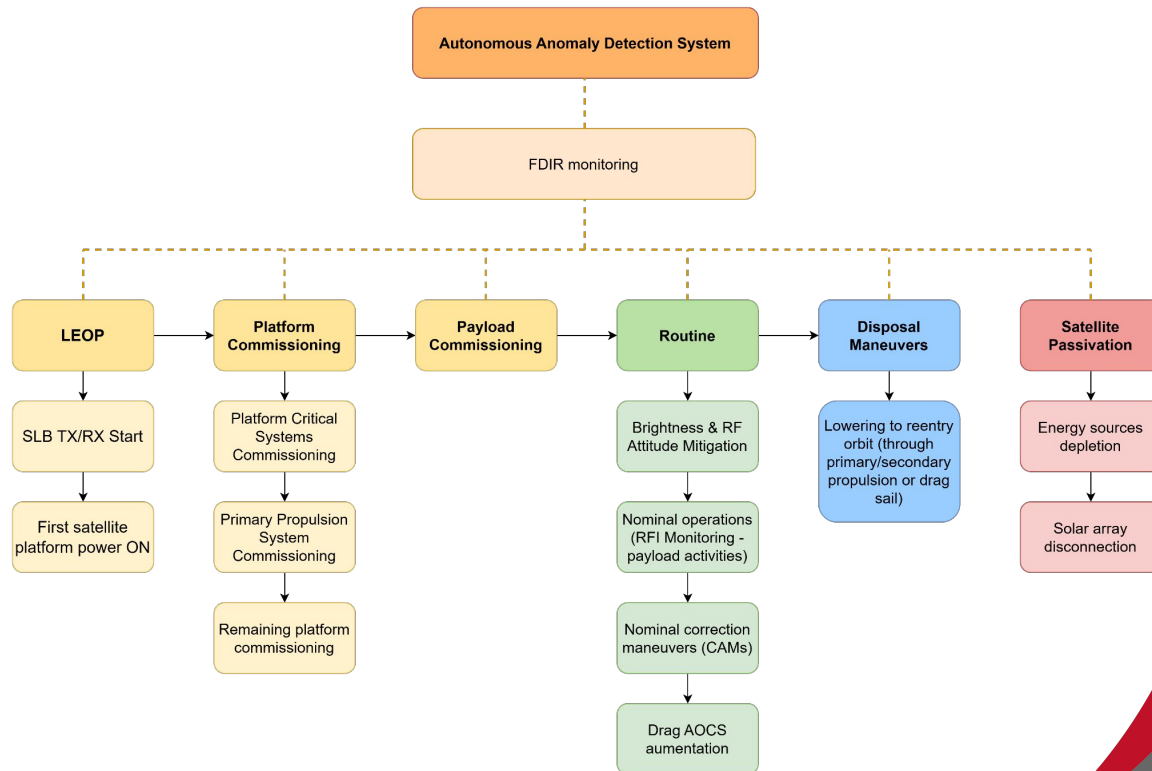 Autonomous Anomaly Detection System
FDIR monitoring
LEOP
Platform
Commissioning
Payload
Commissioning
Routine
Disposal
Maneuvers
Satellite
Passivation
SLB TX/RX Start
First satellite
platform power ON
Platform Critical
Systems
Commissioning
Primary Propulsion
System
Commissioning
Remaining platform
commissioning
Brightness & RF
Attitude Mitigation
Nominal operations
(RFI Monitoring -
payload activities)
Nominal correction
maneuvers (CAMs)
Drag AOCS
aumentation
Lowering to reentry
orbit (through
primary/secondary
propulsion or drag
sail)
Energy sources
depletion
Solar array
disconnection